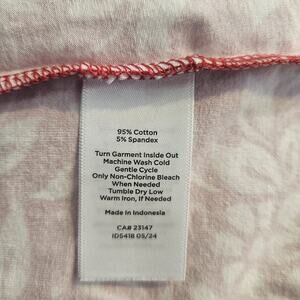 95% Cotton
5% Spandex
Turn Garment Inside Out
Machine Wash Cold
Gentle Cycle
Only Non-Chlorine Bleach
When Needed
Tumble Dry Low
Warm Iron, If Needed
Made in Indonesia
CA# 23147
ID5418 05/24